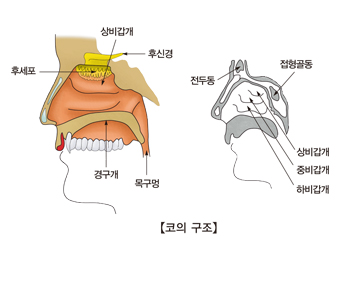 상비갑개
후신경
후세포
경구개
목구멍
전두동
접형골동
상비갑개
중비갑개
하비갑개
【코의 구조】